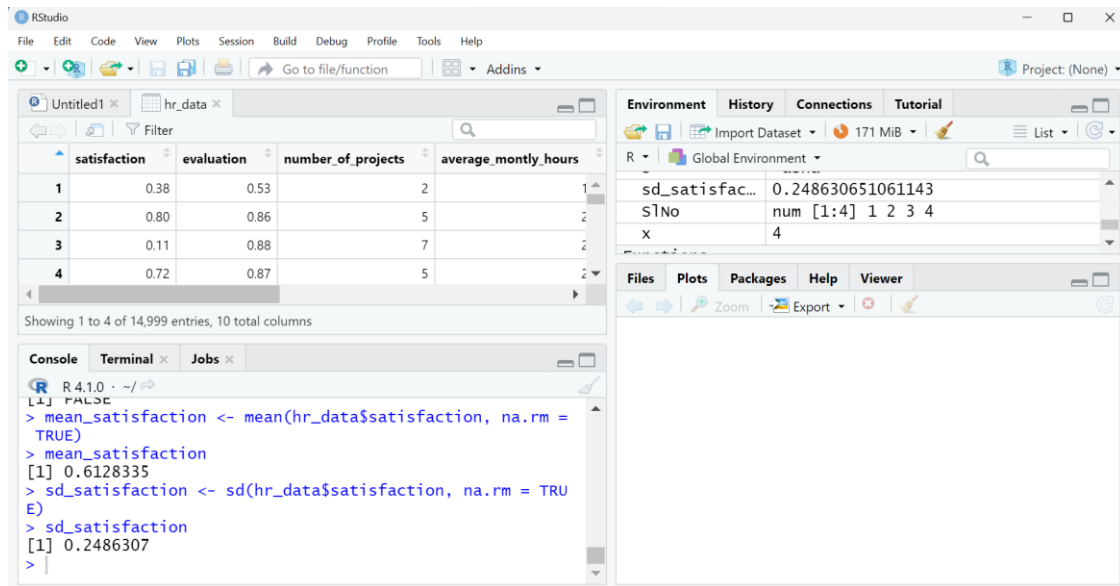 RStudio
File Edit Code View Plots Session Build Debug Profile Tools Help
Go to file/function Addins Project: (None)
Untitled1 hr_data
Filter
satisfaction evaluation number_of_projects average_montly_hours
1 0.38 0.53 2 1
2 0.80 0.86 5 2
3 0.11 0.88 7 2
4 0.72 0.87 5 2
Showing 1 to 4 of 14,999 entries, 10 total columns
Console Terminal Jobs
R 4.1.0 · ~/
[1] FALSE
> mean_satisfaction <- mean(hr_data$satisfaction, na.rm =
TRUE)
> mean_satisfaction
[1] 0.6128335
> sd_satisfaction <- sd(hr_data$satisfaction, na.rm = TRU
E)
> sd_satisfaction
[1] 0.2486307
>
Environment History Connections Tutorial
Import Dataset 171 MiB List
R Global Environment
sd_satisfac… 0.248630651061143
SlNo num [1:4] 1 2 3 4
x 4
Files Plots Packages Help Viewer
Zoom Export